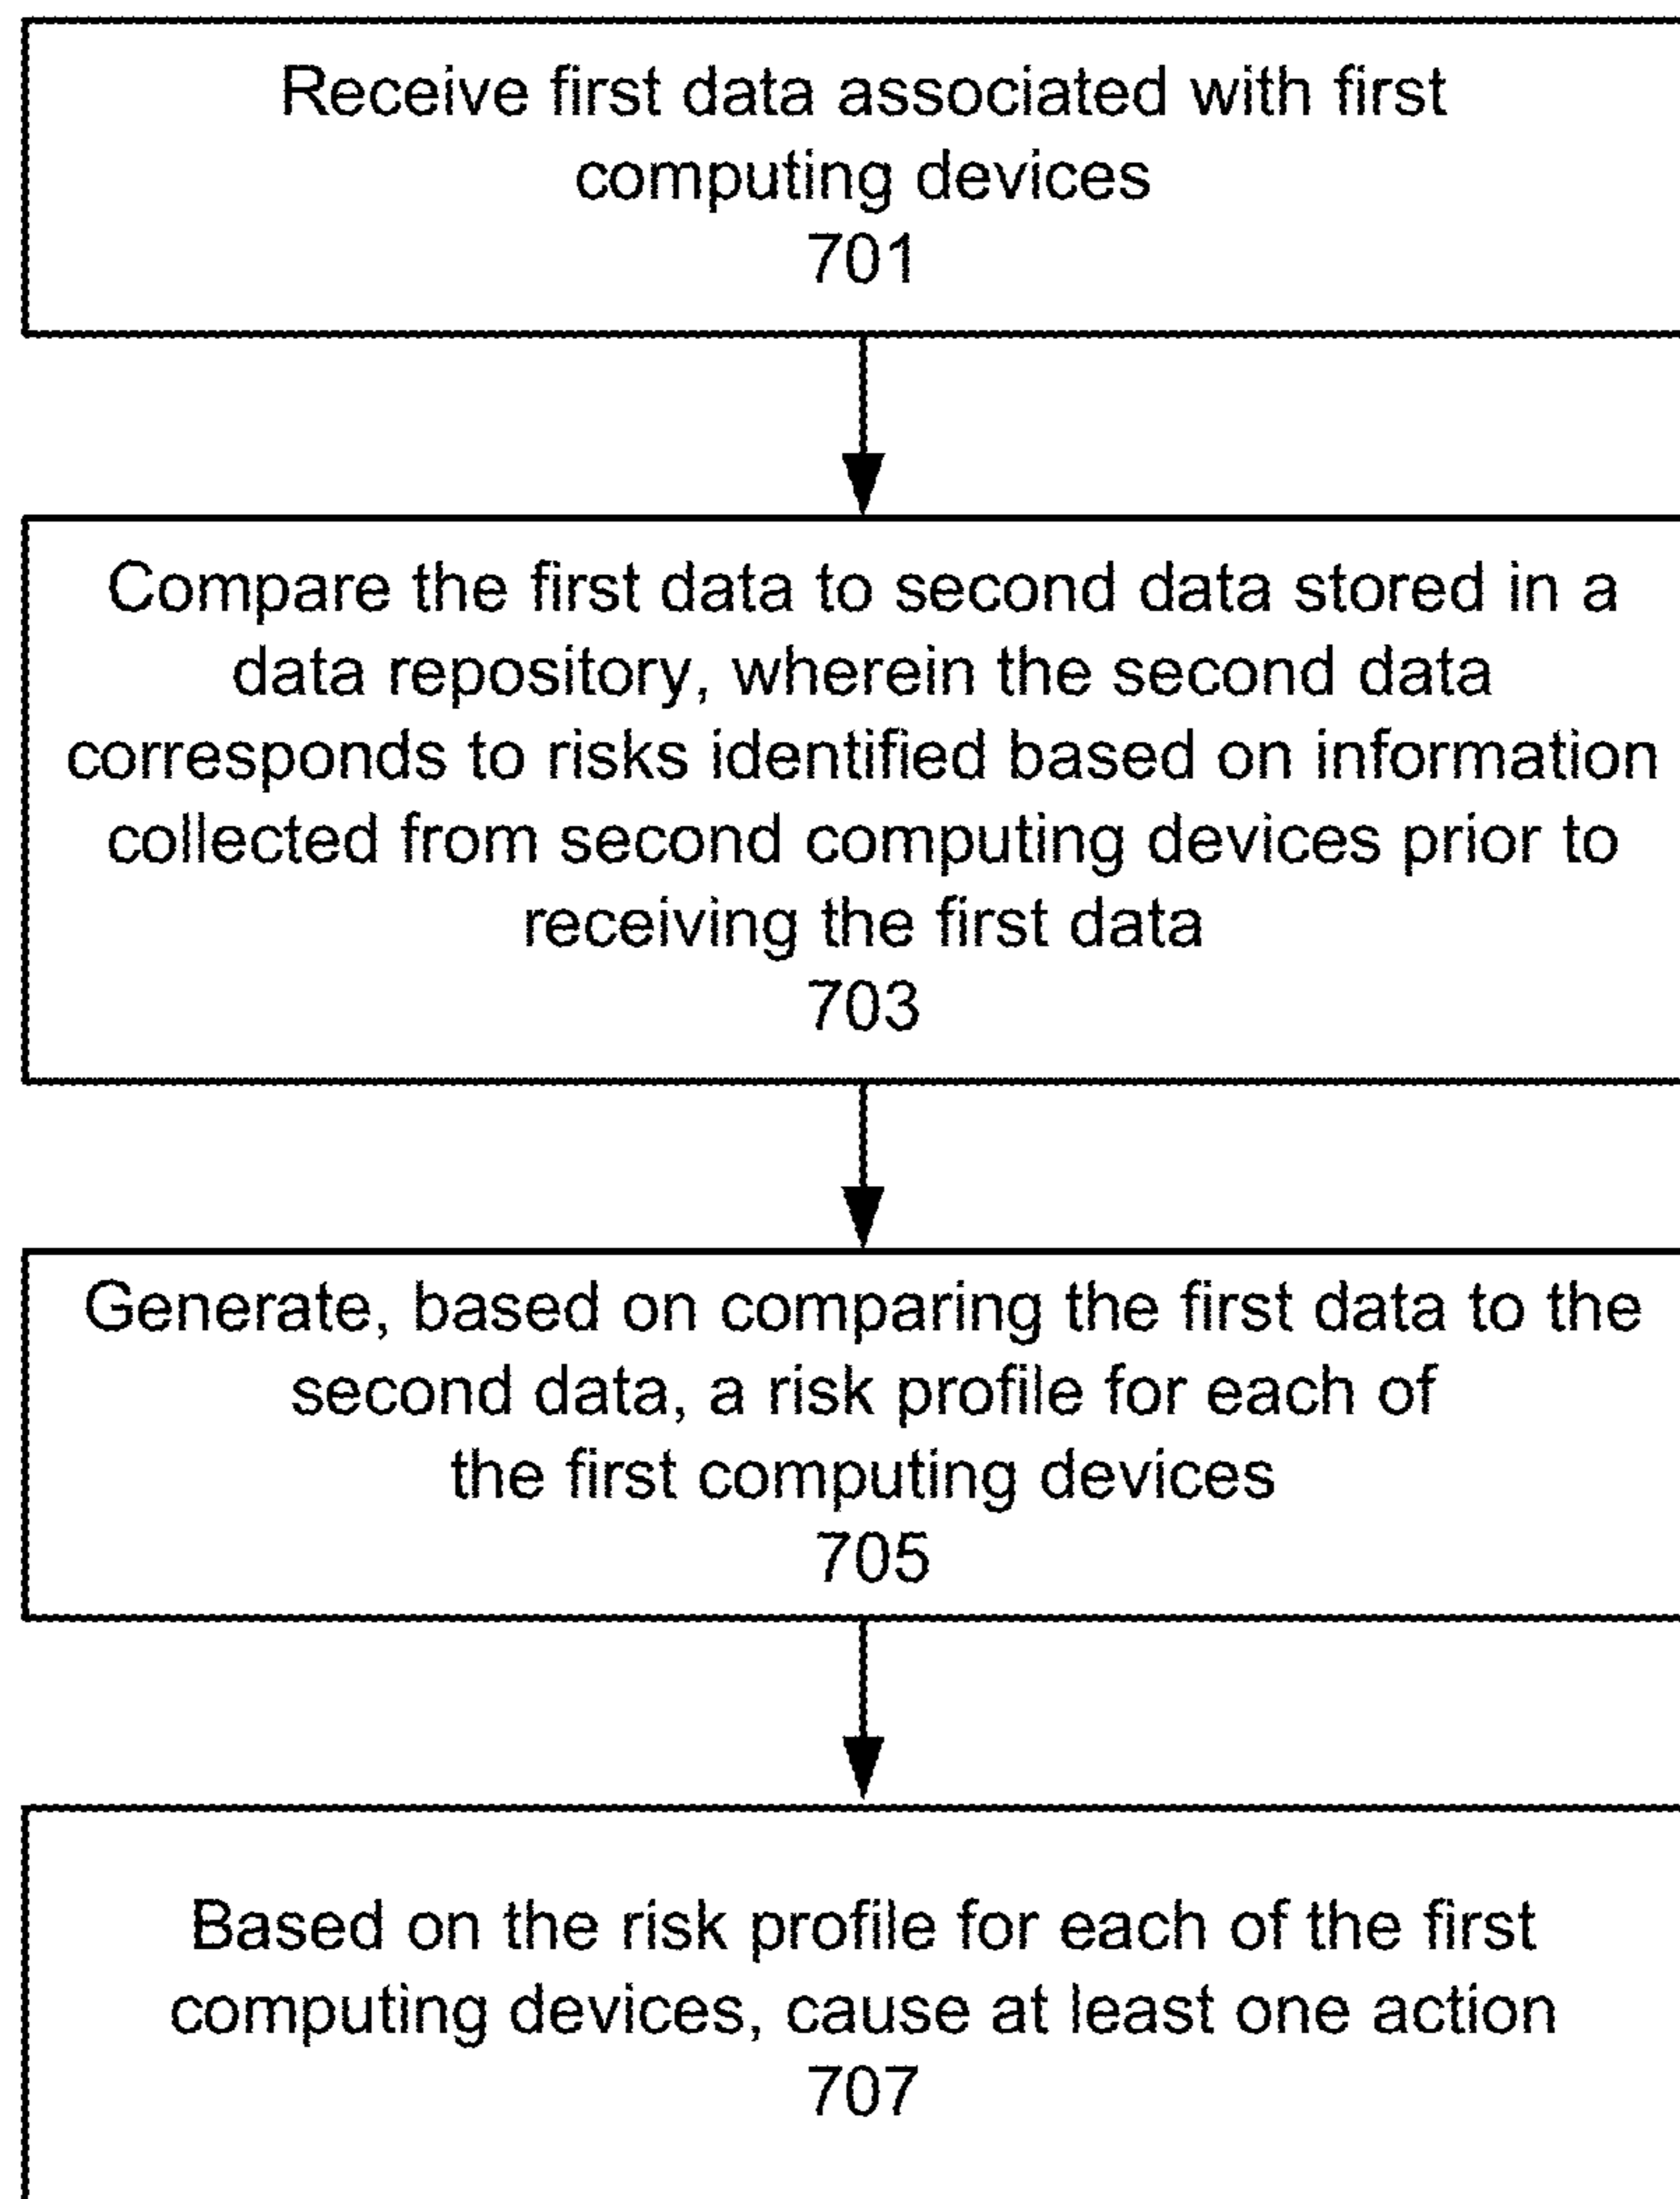 Receive first data associated with first
computing devices
701
Compare the first data to second data stored in a
data repository, wherein the second data
corresponds to risks identified based on information
collected from second computing devices prior to
receiving the first data
703
Generate, based on comparing the first data to the
second data, a risk profile for each of
the first computing devices
705
Based on the risk profile for each of the first
computing devices, cause at least one action
707